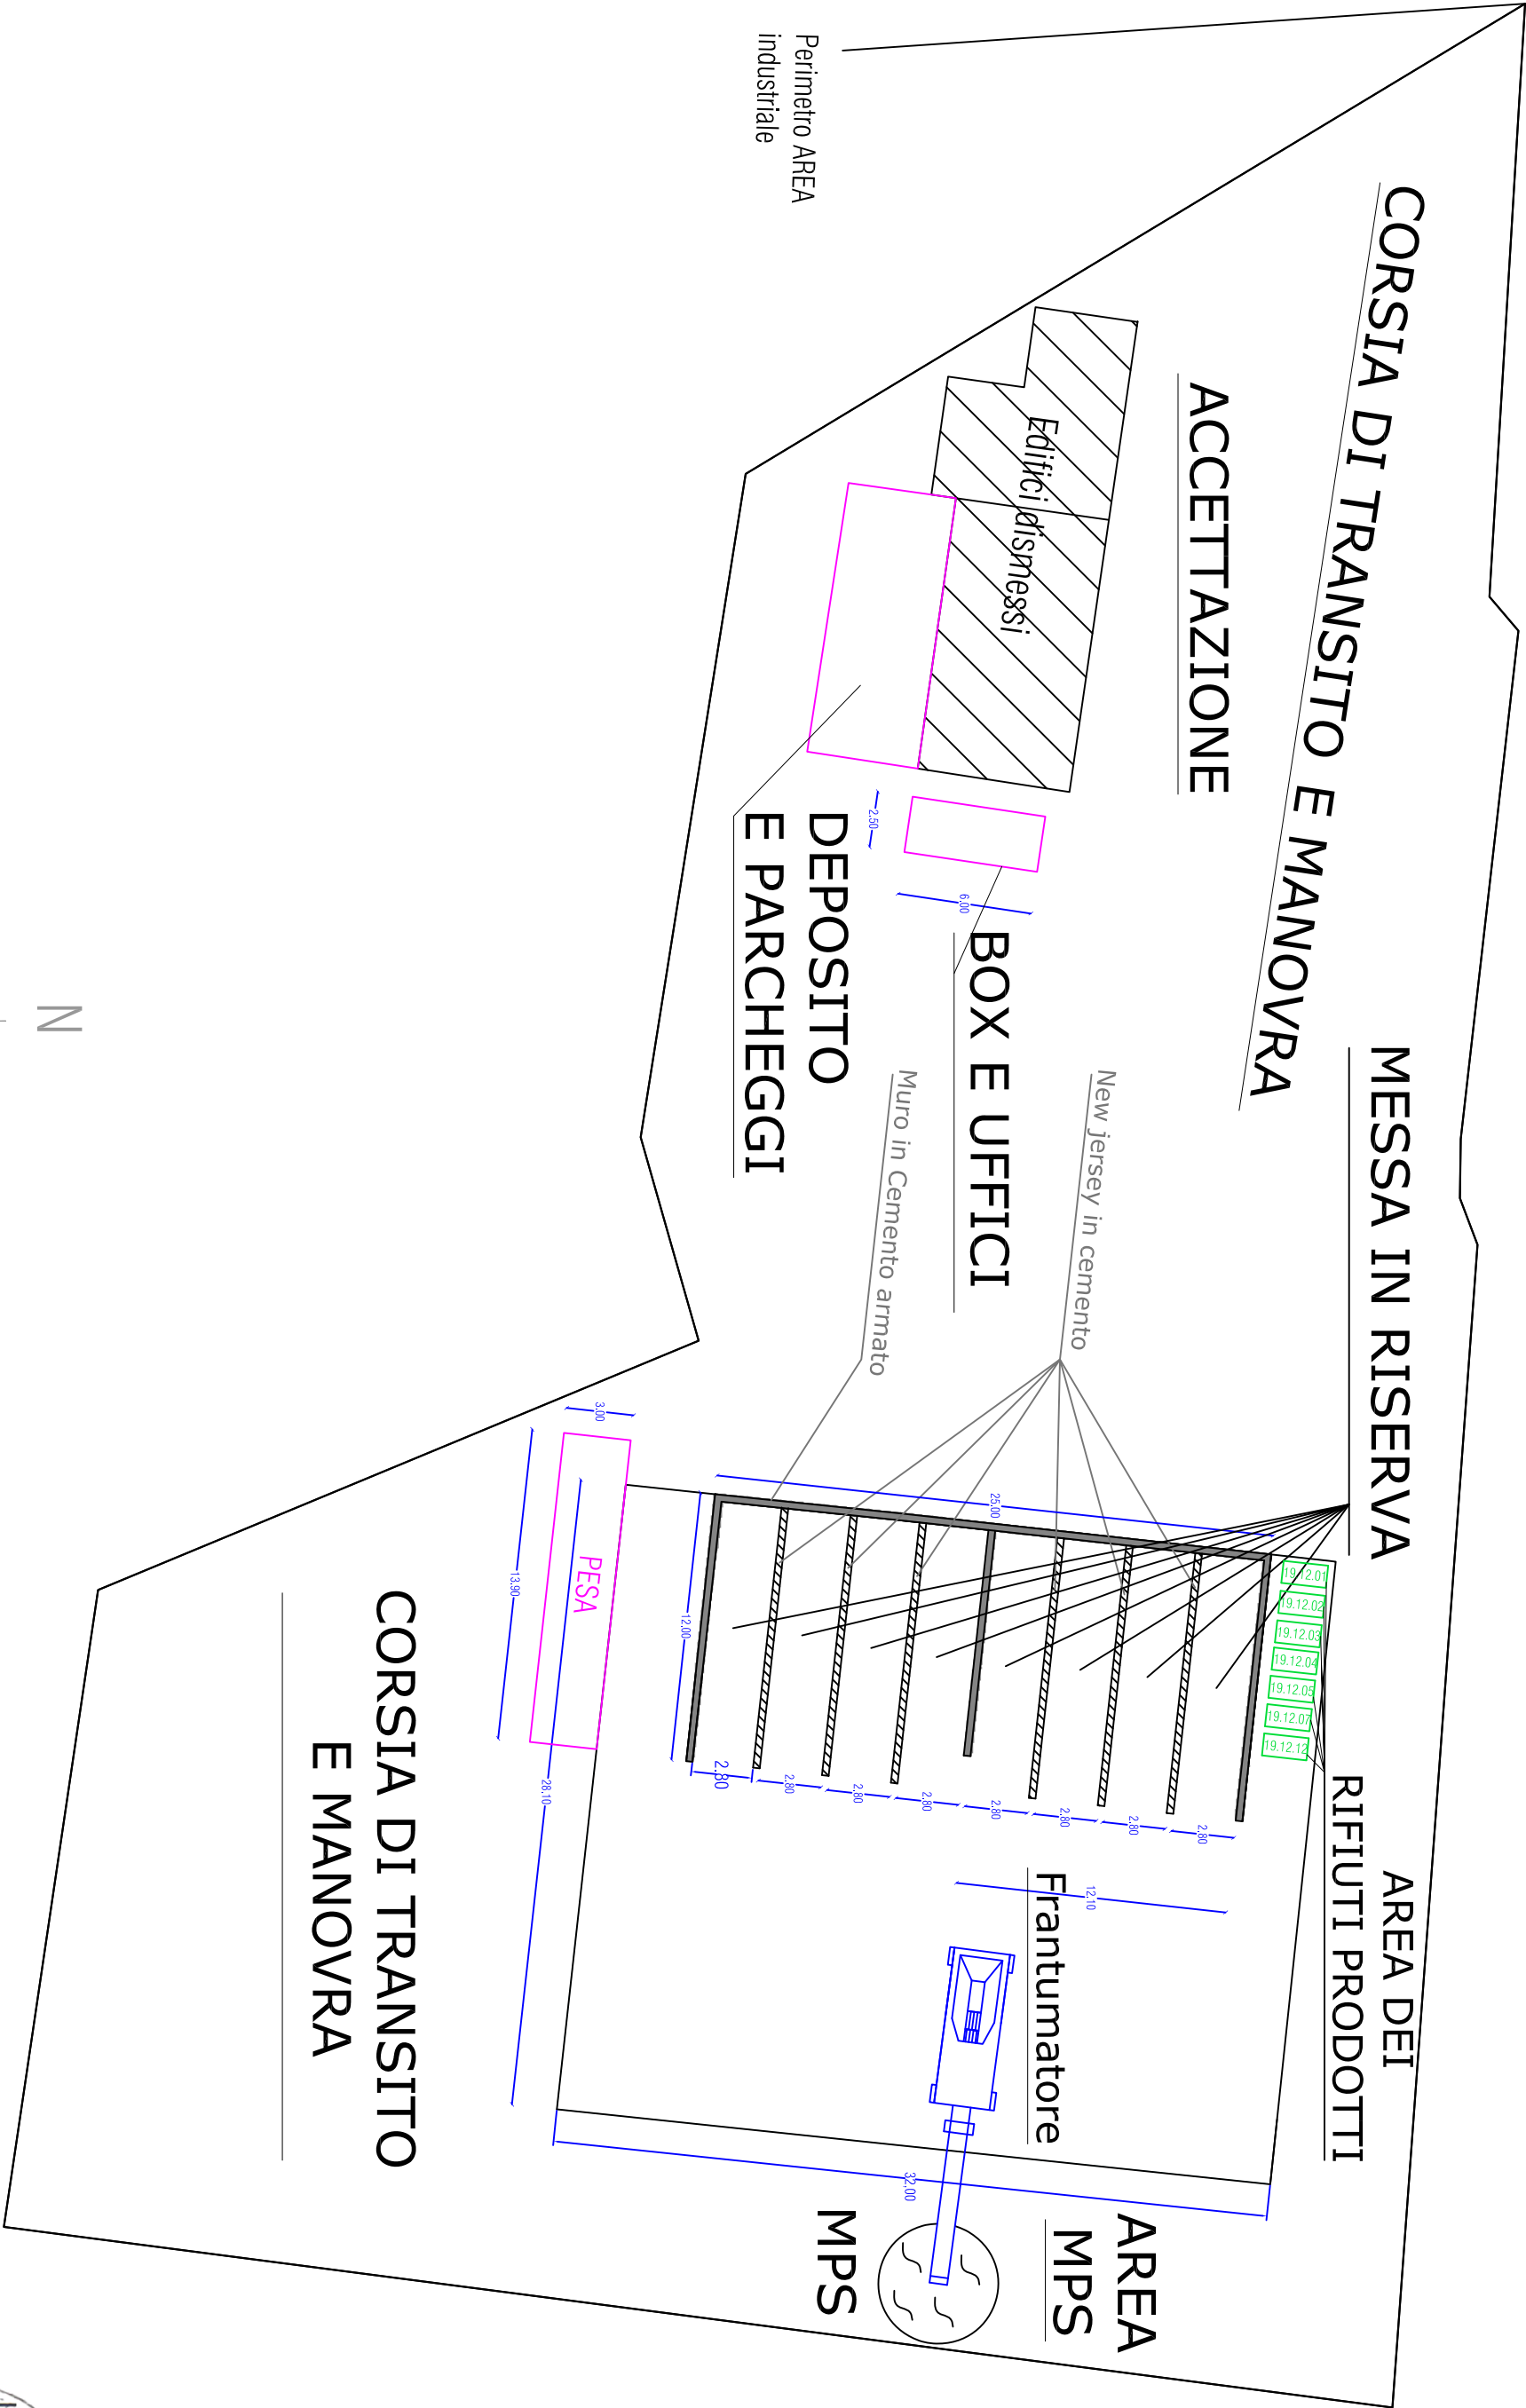 CORSIA DI TRANSITO E MANOVRA
MESSA IN RISERVA
AREA DEI
RIFIUTI PRODOTTI
19.12.01
19.12.02
19.12.03
19.12.04
19.12.05
19.12.07
19.12.12
ACCETTAZIONE
AREA
MPS
New jersey in cemento
Edifici dismessi
BOX E UFFICI
Frantumatore
12.10
25.00
6.00
2.50
Muro in Cemento armato
32,00
MPS
DEPOSITO
E PARCHEGGI
Perimetro AREA
industriale
2.80
2.80
2.80
2.80
2.80
2.80
2.80
2.80
12.00
3.00
PESA
13.90
28.10
CORSIA DI TRANSITO
E MANOVRA
N